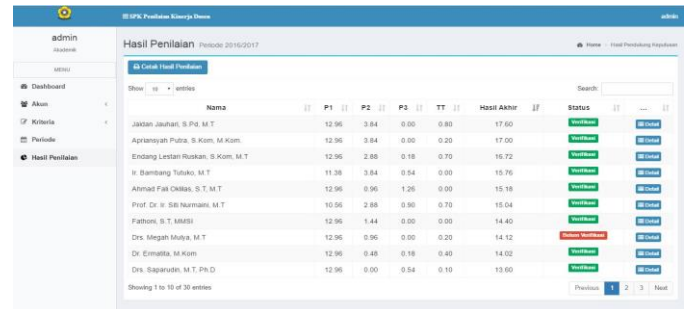 SPK Penilaian Kinerja Dosen admin
admin
Akademik
MENU
Dashboard
Akun
Kriteria
Periode
Hasil Penilaian
Hasil Penilaian Periode 2016/2017
Home Hasil Pendukung Keputusan
Cetak Hasil Penilaian
Show 10 entries Search:
Nama P1 P2 P3 TT Hasil Akhir Status ...
Jaidan Jauhari, S.Pd, M.T 12.96 3.84 0.00 0.80 17.60 Verifikasi Detail
Apriansyah Putra, S.Kom, M.Kom 12.96 3.84 0.00 0.20 17.00 Verifikasi Detail
Endang Lestari Ruskan, S.Kom, M.T 12.96 2.88 0.18 0.70 16.72 Verifikasi Detail
Ir. Bambang Tutuko, M.T 11.38 3.84 0.54 0.00 15.76 Verifikasi Detail
Ahmad Fali Oklilas, S.T, M.T 12.96 0.96 1.26 0.00 15.18 Verifikasi Detail
Prof. Dr. Ir. Siti Nurmaini, M.T 10.56 2.88 0.90 0.70 15.04 Verifikasi Detail
Fathoni, S.T, MMSI 12.96 1.44 0.00 0.00 14.40 Verifikasi Detail
Drs. Megah Mulya, M.T 12.96 0.96 0.00 0.20 14.12 Belum Verifikasi Detail
Dr. Ermatita, M.Kom 12.96 0.48 0.18 0.40 14.02 Verifikasi Detail
Drs. Saparudin, M.T, Ph.D 12.96 0.00 0.54 0.10 13.60 Verifikasi Detail
Showing 1 to 10 of 30 entries Previous 1 2 3 Next